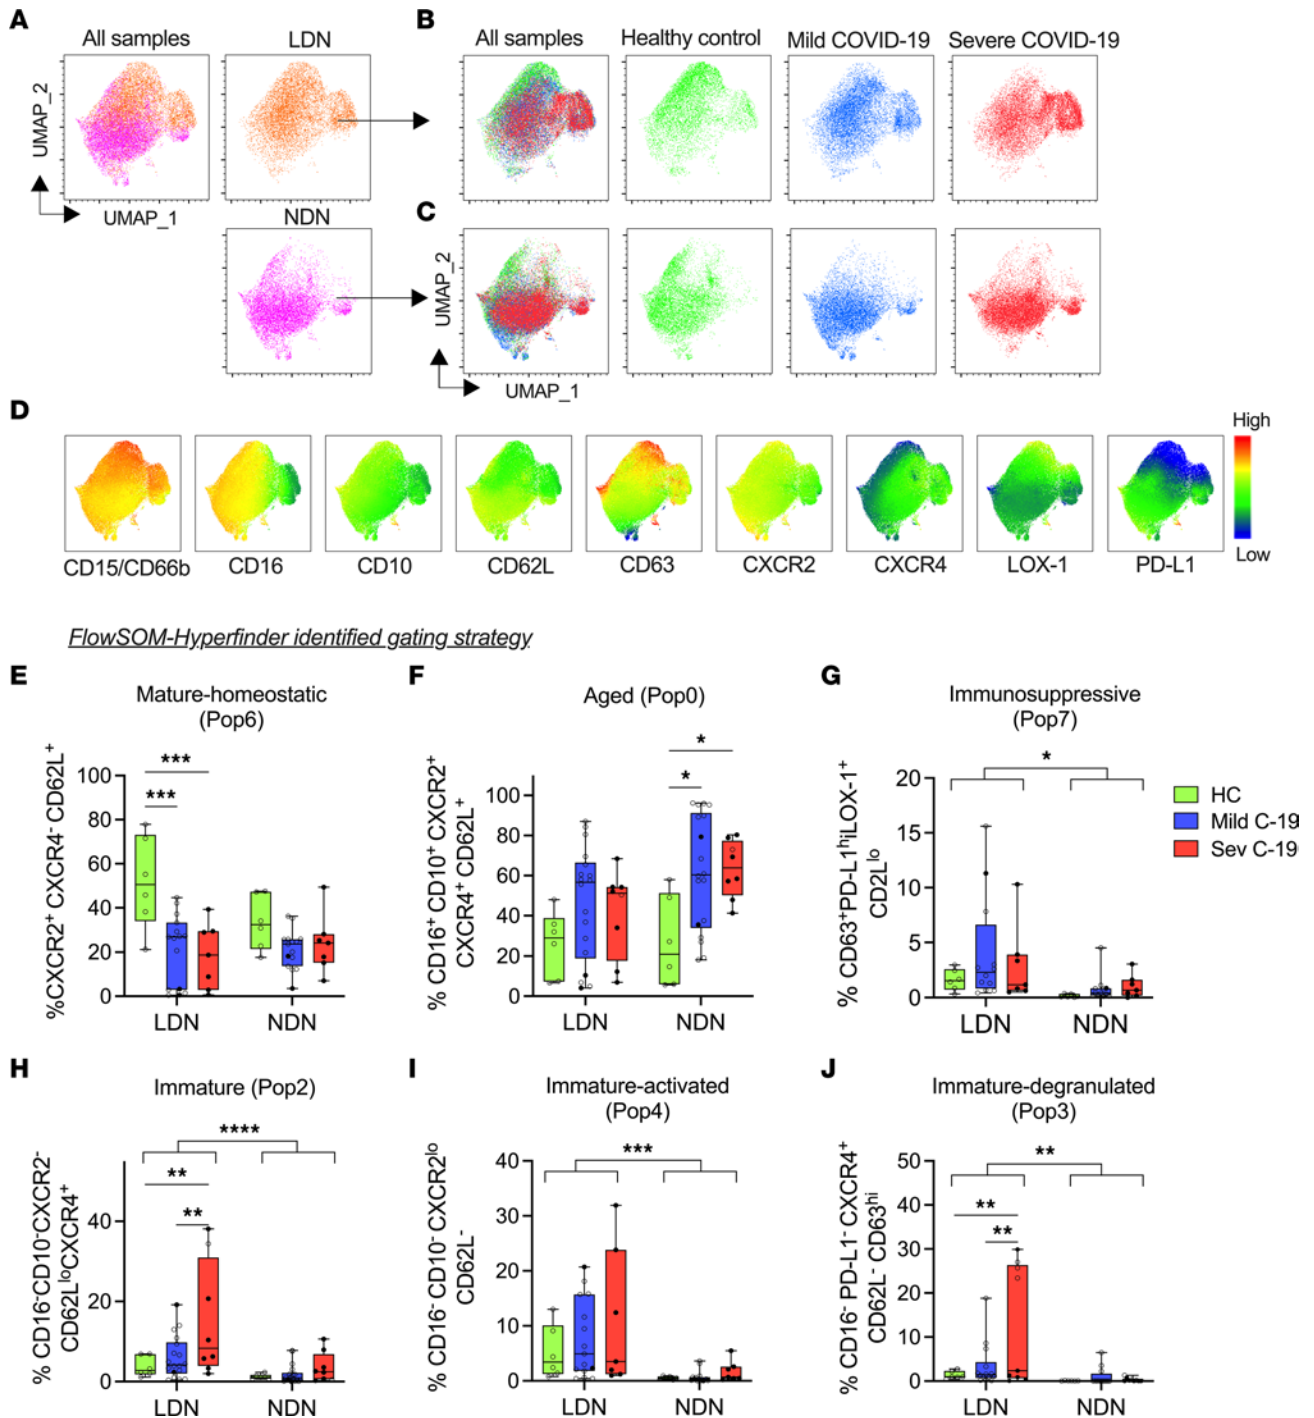 A
All samples
LDN
UMAP_2
UMAP_1
NDN
B
All samples
Healthy control
Mild COVID-19
Severe COVID-19
C
UMAP_2
UMAP_1
D
High
Low
CD15/CD66b
CD16
CD10
CD62L
CD63
CXCR2
CXCR4
LOX-1
PD-L1
FlowSOM-Hyperfinder identified gating strategy
E
Mature-homeostatic
(Pop6)
%CXCR2⁺ CXCR4⁻ CD62L⁺
100
80
60
40
20
0
***
***
LDN
NDN
F
Aged (Pop0)
% CD16⁺ CD10⁺ CXCR2⁺
CXCR4⁺ CD62L⁺
100
80
60
40
20
0
*
*
LDN
NDN
G
Immunosuppressive
(Pop7)
% CD63⁺PD-L1ʰⁱLOX-1⁺
CD2Lˡᵒ
20
15
10
5
0
*
LDN
NDN
HC
Mild C-19
Sev C-19
H
Immature (Pop2)
% CD16⁻CD10⁻CXCR2⁻
CD62LˡᵒCXCR4⁺
40
20
0
****
**
**
LDN
NDN
I
Immature-activated
(Pop4)
% CD16⁻ CD10⁻ CXCR2ˡᵒ
CD62L⁻
50
40
30
20
10
0
***
LDN
NDN
J
Immature-degranulated
(Pop3)
% CD16⁻ PD-L1⁻ CXCR4⁺
CD62L⁻ CD63ʰⁱ
50
40
30
20
10
0
**
**
**
LDN
NDN